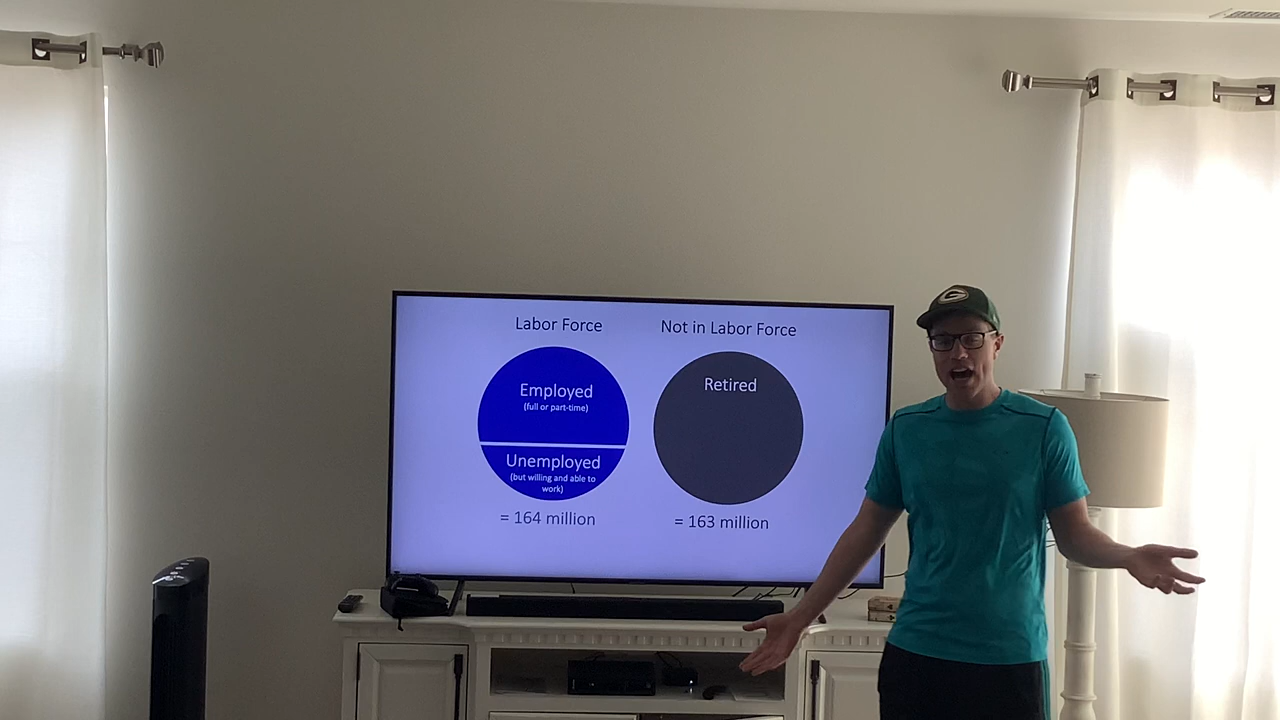 Labor Force
Not in Labor Force
Employed
(full or part-time)
Retired
Unemployed
(but willing and able to
work)
= 164 million
= 163 million
G